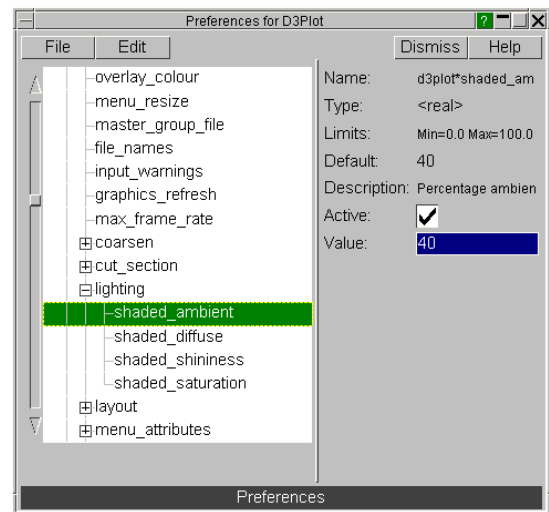 Preferences for D3Plot
?
X
File Edit Dismiss Help
overlay_colour
menu_resize
master_group_file
file_names
input_warnings
graphics_refresh
max_frame_rate
coarsen
cut_section
lighting
shaded_ambient
shaded_diffuse
shaded_shininess
shaded_saturation
layout
menu_attributes
Name: d3plot*shaded_am
Type: <real>
Limits: Min=0.0 Max=100.0
Default: 40
Description: Percentage ambien
Active:
Value: 40
Preferences